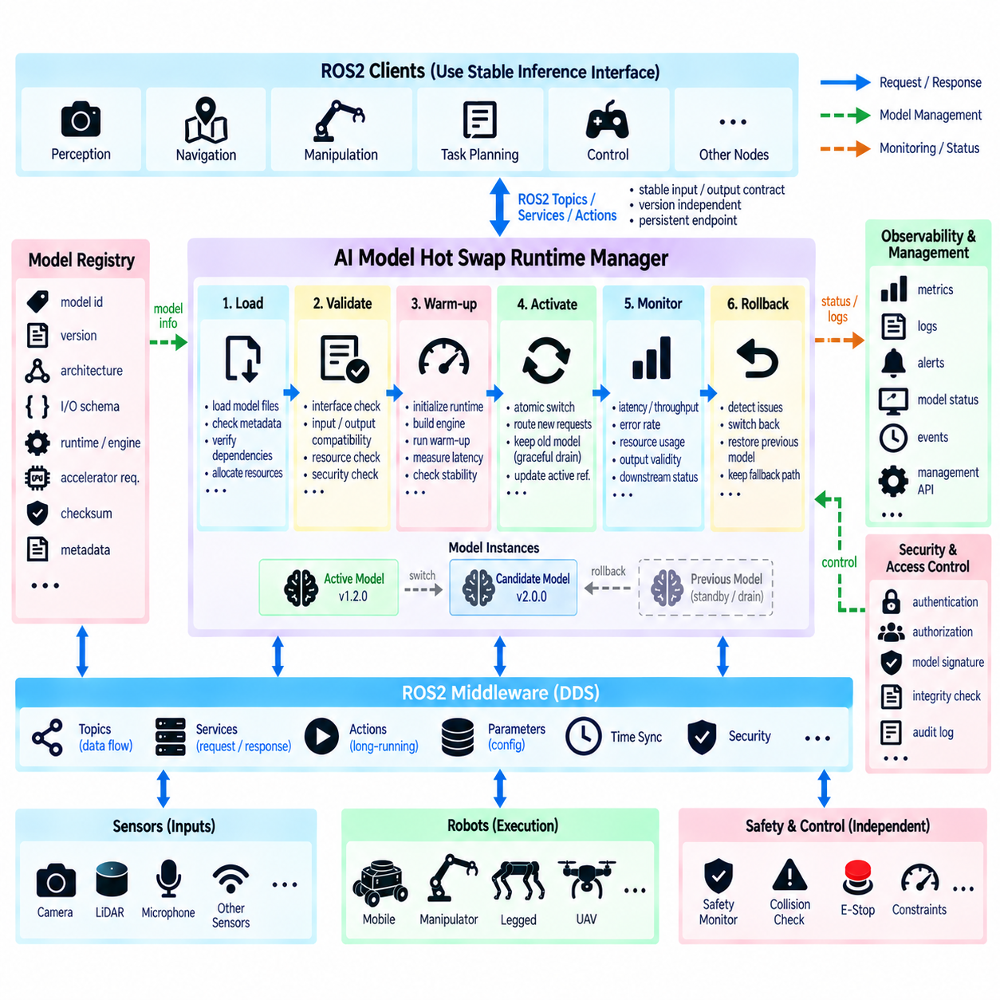 ROS2 Clients (Use Stable Inference Interface)
Perception
Navigation
Manipulation
Task Planning
Control
...
Other Nodes
Request / Response
Model Management
Monitoring / Status
ROS2 Topics /
Services / Actions
• stable input / output contract
• version independent
• persistent endpoint
Model Registry
model id
version
architecture
I/O schema
runtime / engine
CPU
accelerator req.
checksum
metadata
...
model
info
AI Model Hot Swap Runtime Manager
1. Load
• load model files
• check metadata
• verify
dependencies
• allocate resources
...
2. Validate
• interface check
• input / output
compatibility
• resource check
• security check
...
3. Warm-up
• initialize runtime
• build engine
• run warm-up
• measure latency
• check stability
...
4. Activate
• atomic switch
• route new requests
• keep old model
(graceful drain)
• update active ref.
...
5. Monitor
• latency / throughput
• error rate
• resource usage
• output validity
• downstream status
...
6. Rollback
• detect issues
• switch back
• restore previous
model
• keep fallback path
...
Model Instances
Active Model
v1.2.0
switch
Candidate Model
v2.0.0
rollback
Previous Model
(standby / drain)
status /
logs
Observability &
Management
metrics
logs
alerts
model status
events
management
API
...
control
Security &
Access Control
authentication
authorization
model signature
integrity check
audit log
...
ROS2 Middleware (DDS)
Topics
(data flow)
Services
(request / response)
Actions
(long-running)
Parameters
(config)
Time Sync
Security
...
Sensors (Inputs)
Camera
LiDAR
Microphone
Other
Sensors
...
Robots (Execution)
Mobile
Manipulator
Legged
UAV
...
Safety & Control (Independent)
Safety
Monitor
Collision
Check
E-Stop
Constraints
...